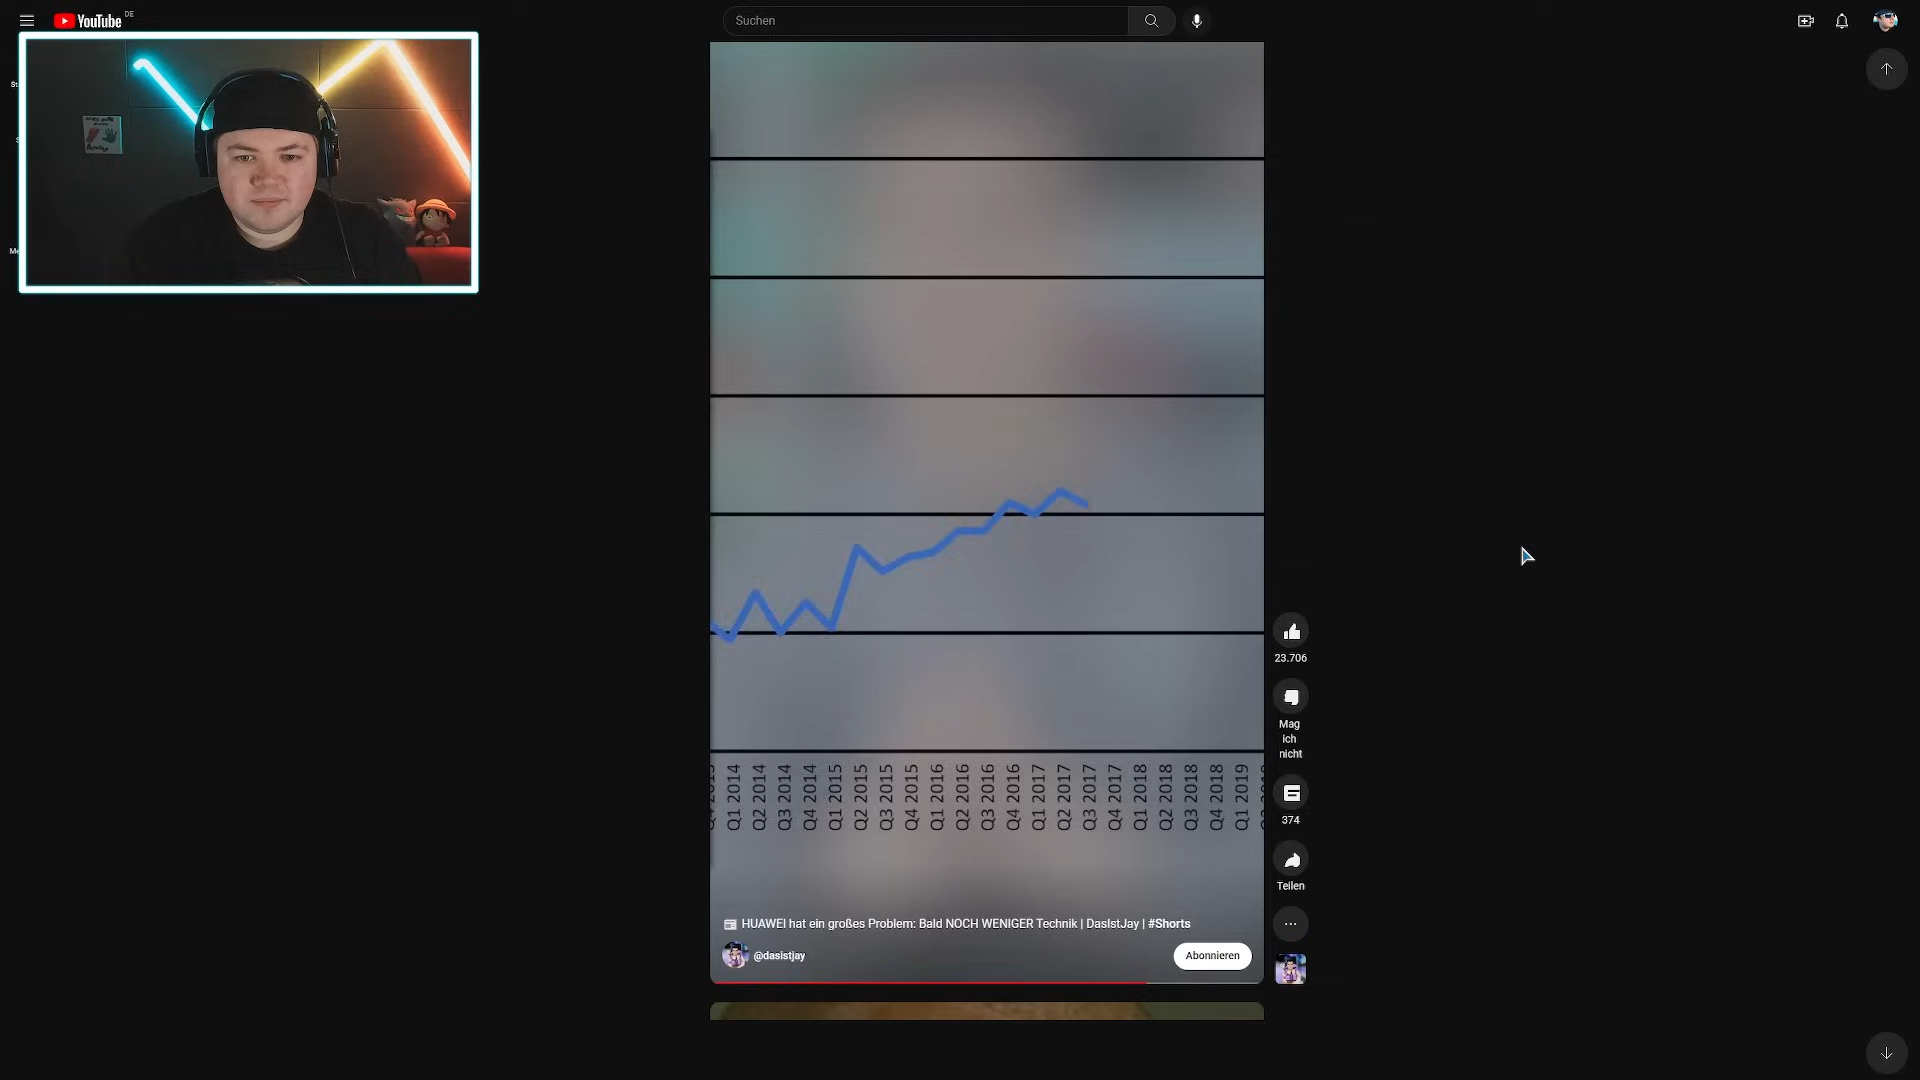 YouTube DE
Suchen
Q1 2014
Q2 2014
Q3 2014
Q4 2014
Q1 2015
Q2 2015
Q3 2015
Q4 2015
Q1 2016
Q2 2016
Q3 2016
Q4 2016
Q1 2017
Q2 2017
Q3 2017
Q4 2017
Q1 2018
Q2 2018
Q3 2018
Q4 2018
Q1 2019
23.706
Mag
ich
nicht
374
Teilen
HUAWEI hat ein großes Problem: Bald NOCH WENIGER Technik | DasIstJay | #Shorts
@dasistjay
Abonnieren